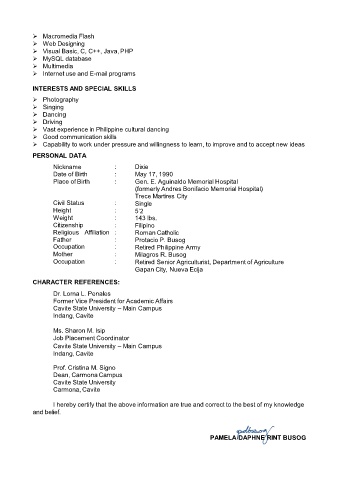 ➢ Macromedia Flash
➢ Web Designing
➢ Visual Basic, C, C++, Java, PHP
➢ MySQL database
➢ Multimedia
➢ Internet use and E-mail programs
INTERESTS AND SPECIAL SKILLS
➢ Photography
➢ Singing
➢ Dancing
➢ Driving
➢ Vast experience in Philippine cultural dancing
➢ Good communication skills
➢ Capability to work under pressure and willingness to learn, to improve and to accept new ideas
PERSONAL DATA
Nickname : Dixie
Date of Birth : May 17, 1990
Place of Birth : Gen. E. Aguinaldo Memorial Hospital
(formerly Andres Bonifacio Memorial Hospital)
Trece Martires City
Civil Status : Single
Height : 5'2
Weight : 143 lbs.
Citizenship : Filipino
Religious Affiliation : Roman Catholic
Father : Protacio P. Busog
Occupation : Retired Philippine Army
Mother : Milagros R. Busog
Occupation : Retired Senior Agriculturist, Department of Agriculture
Gapan City, Nueva Ecija
CHARACTER REFERENCES:
Dr. Lorna L. Penales
Former Vice President for Academic Affairs
Cavite State University – Main Campus
Indang, Cavite
Ms. Sharon M. Isip
Job Placement Coordinator
Cavite State University – Main Campus
Indang, Cavite
Prof. Cristina M. Signo
Dean, Carmona Campus
Cavite State University
Carmona, Cavite
I hereby certify that the above information are true and correct to the best of my knowledge
and belief.
pdbusog
PAMELA DAPHNE RINT BUSOG